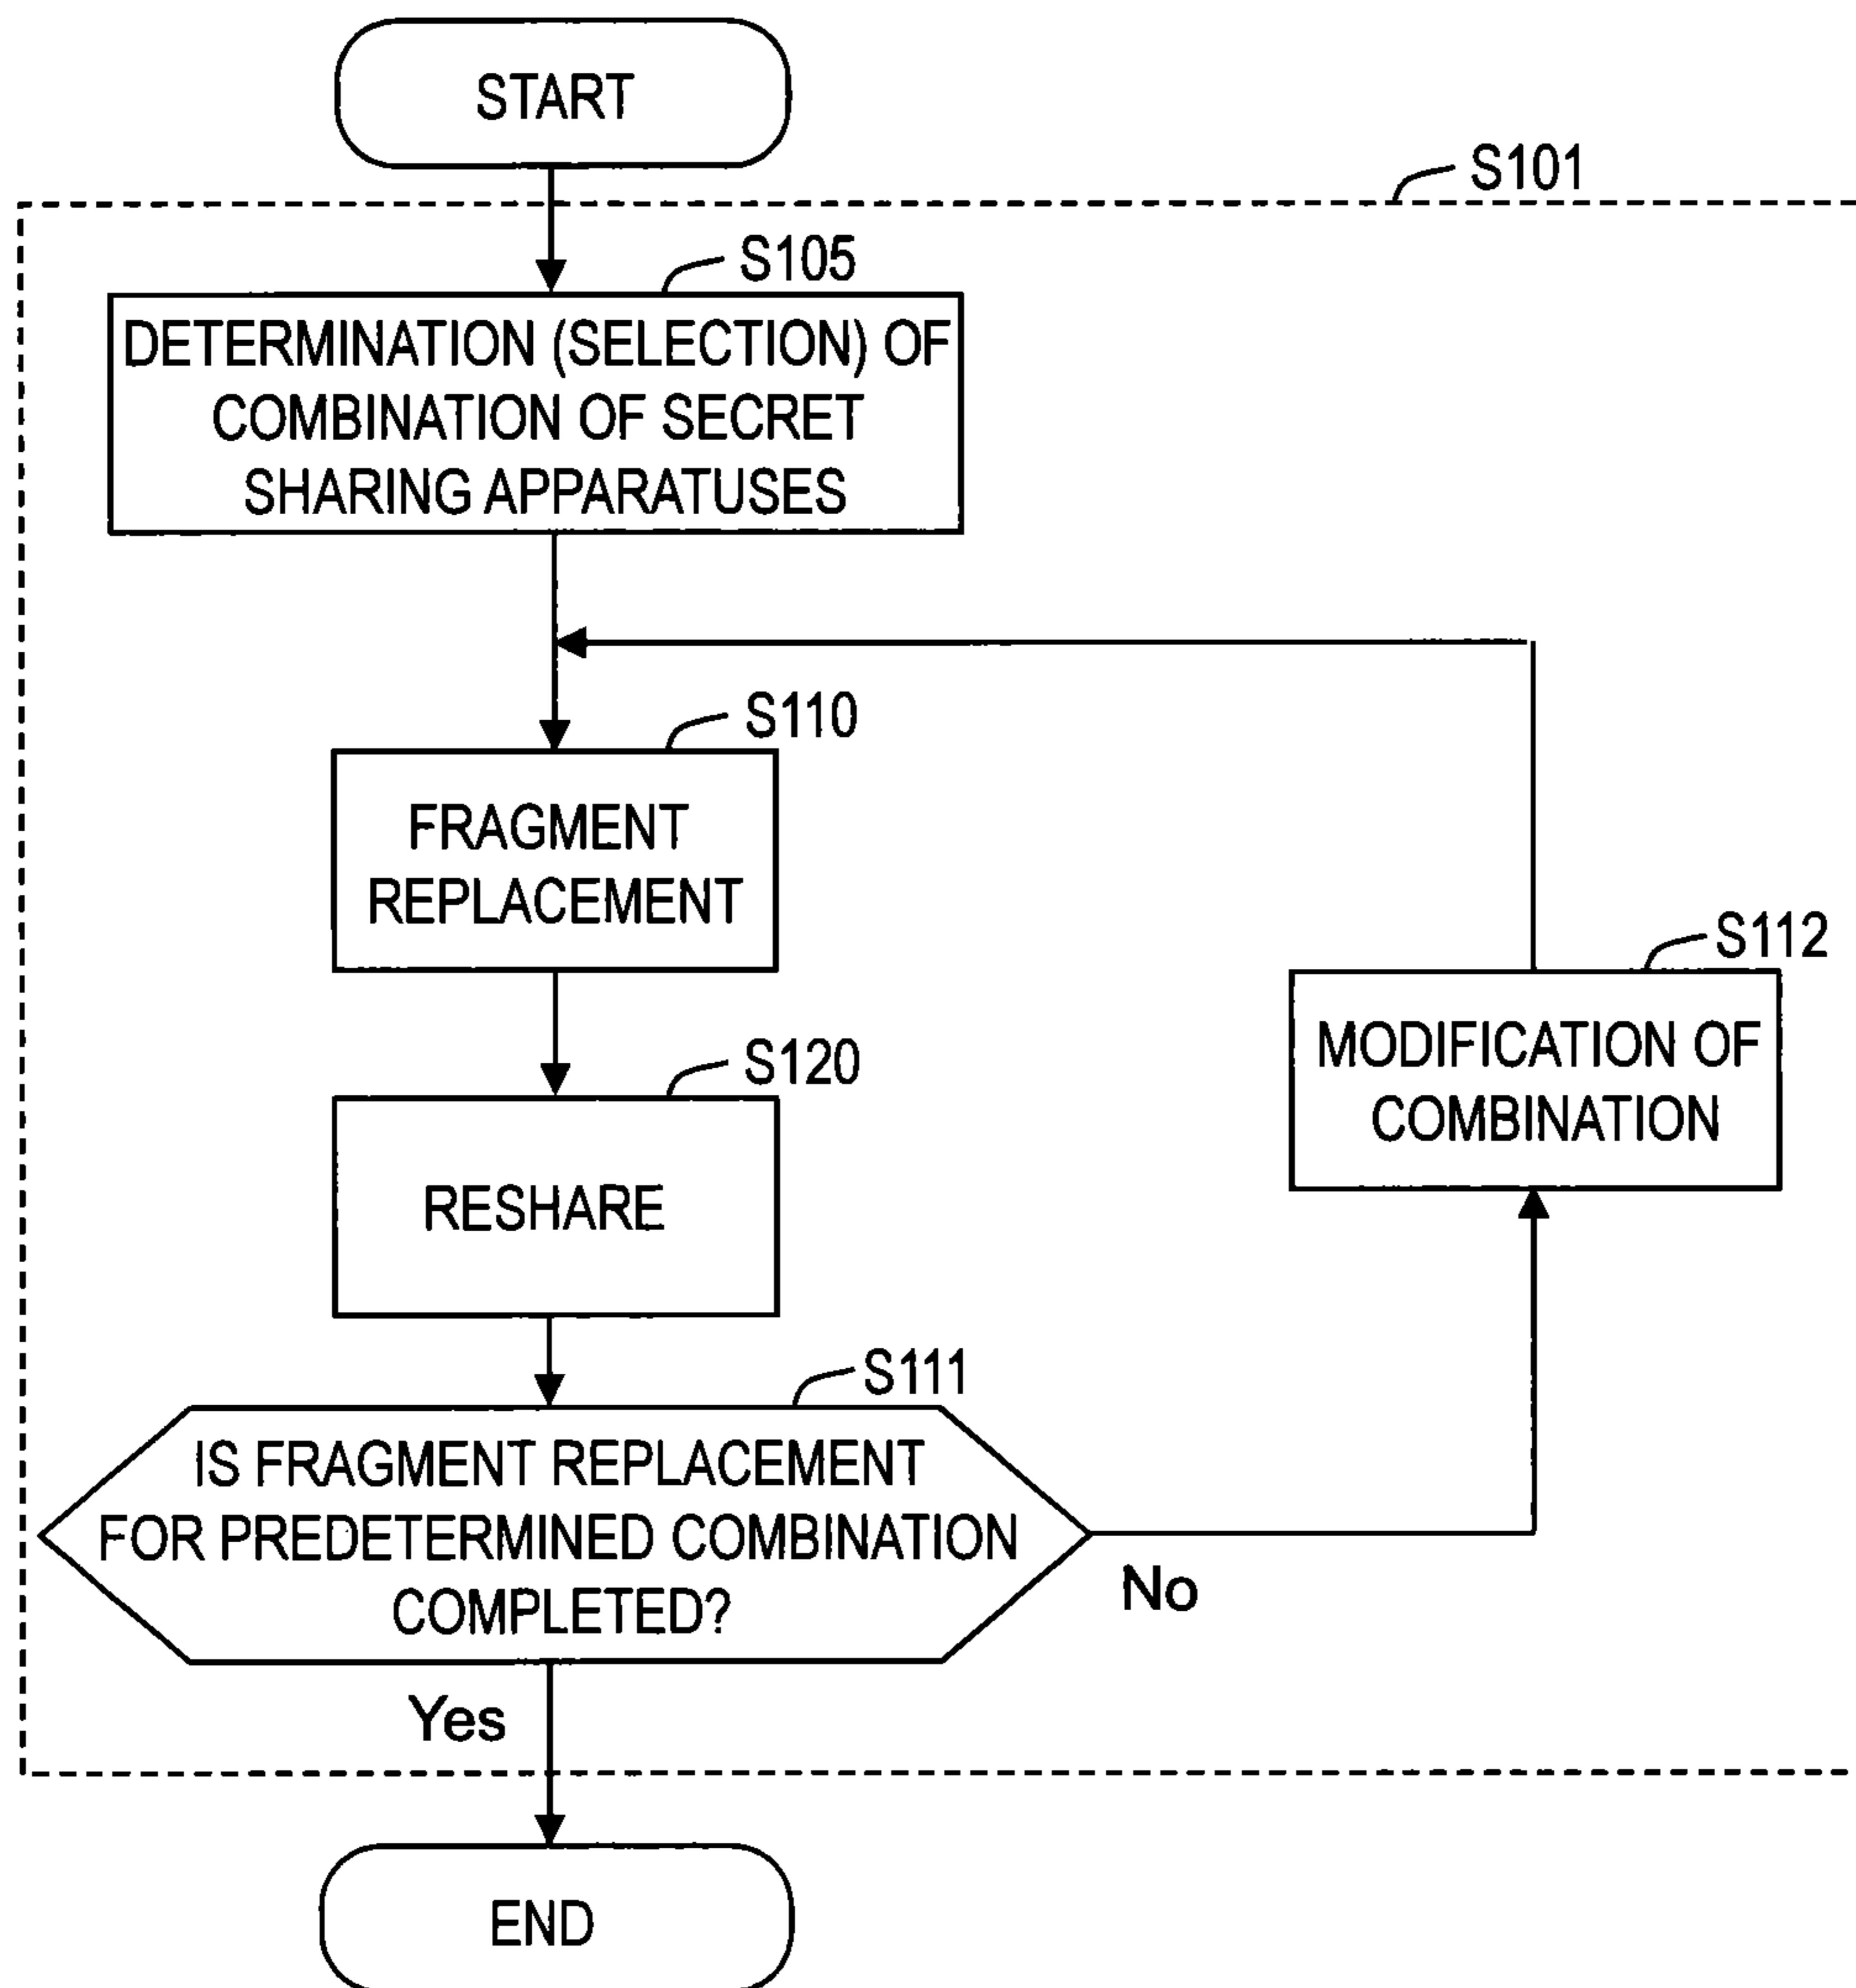 START
S101
S105
DETERMINATION (SELECTION) OF
COMBINATION OF SECRET
SHARING APPARATUSES
S110
FRAGMENT
REPLACEMENT
S112
MODIFICATION OF
COMBINATION
S120
RESHARE
S111
IS FRAGMENT REPLACEMENT
FOR PREDETERMINED COMBINATION
COMPLETED?
No
Yes
END